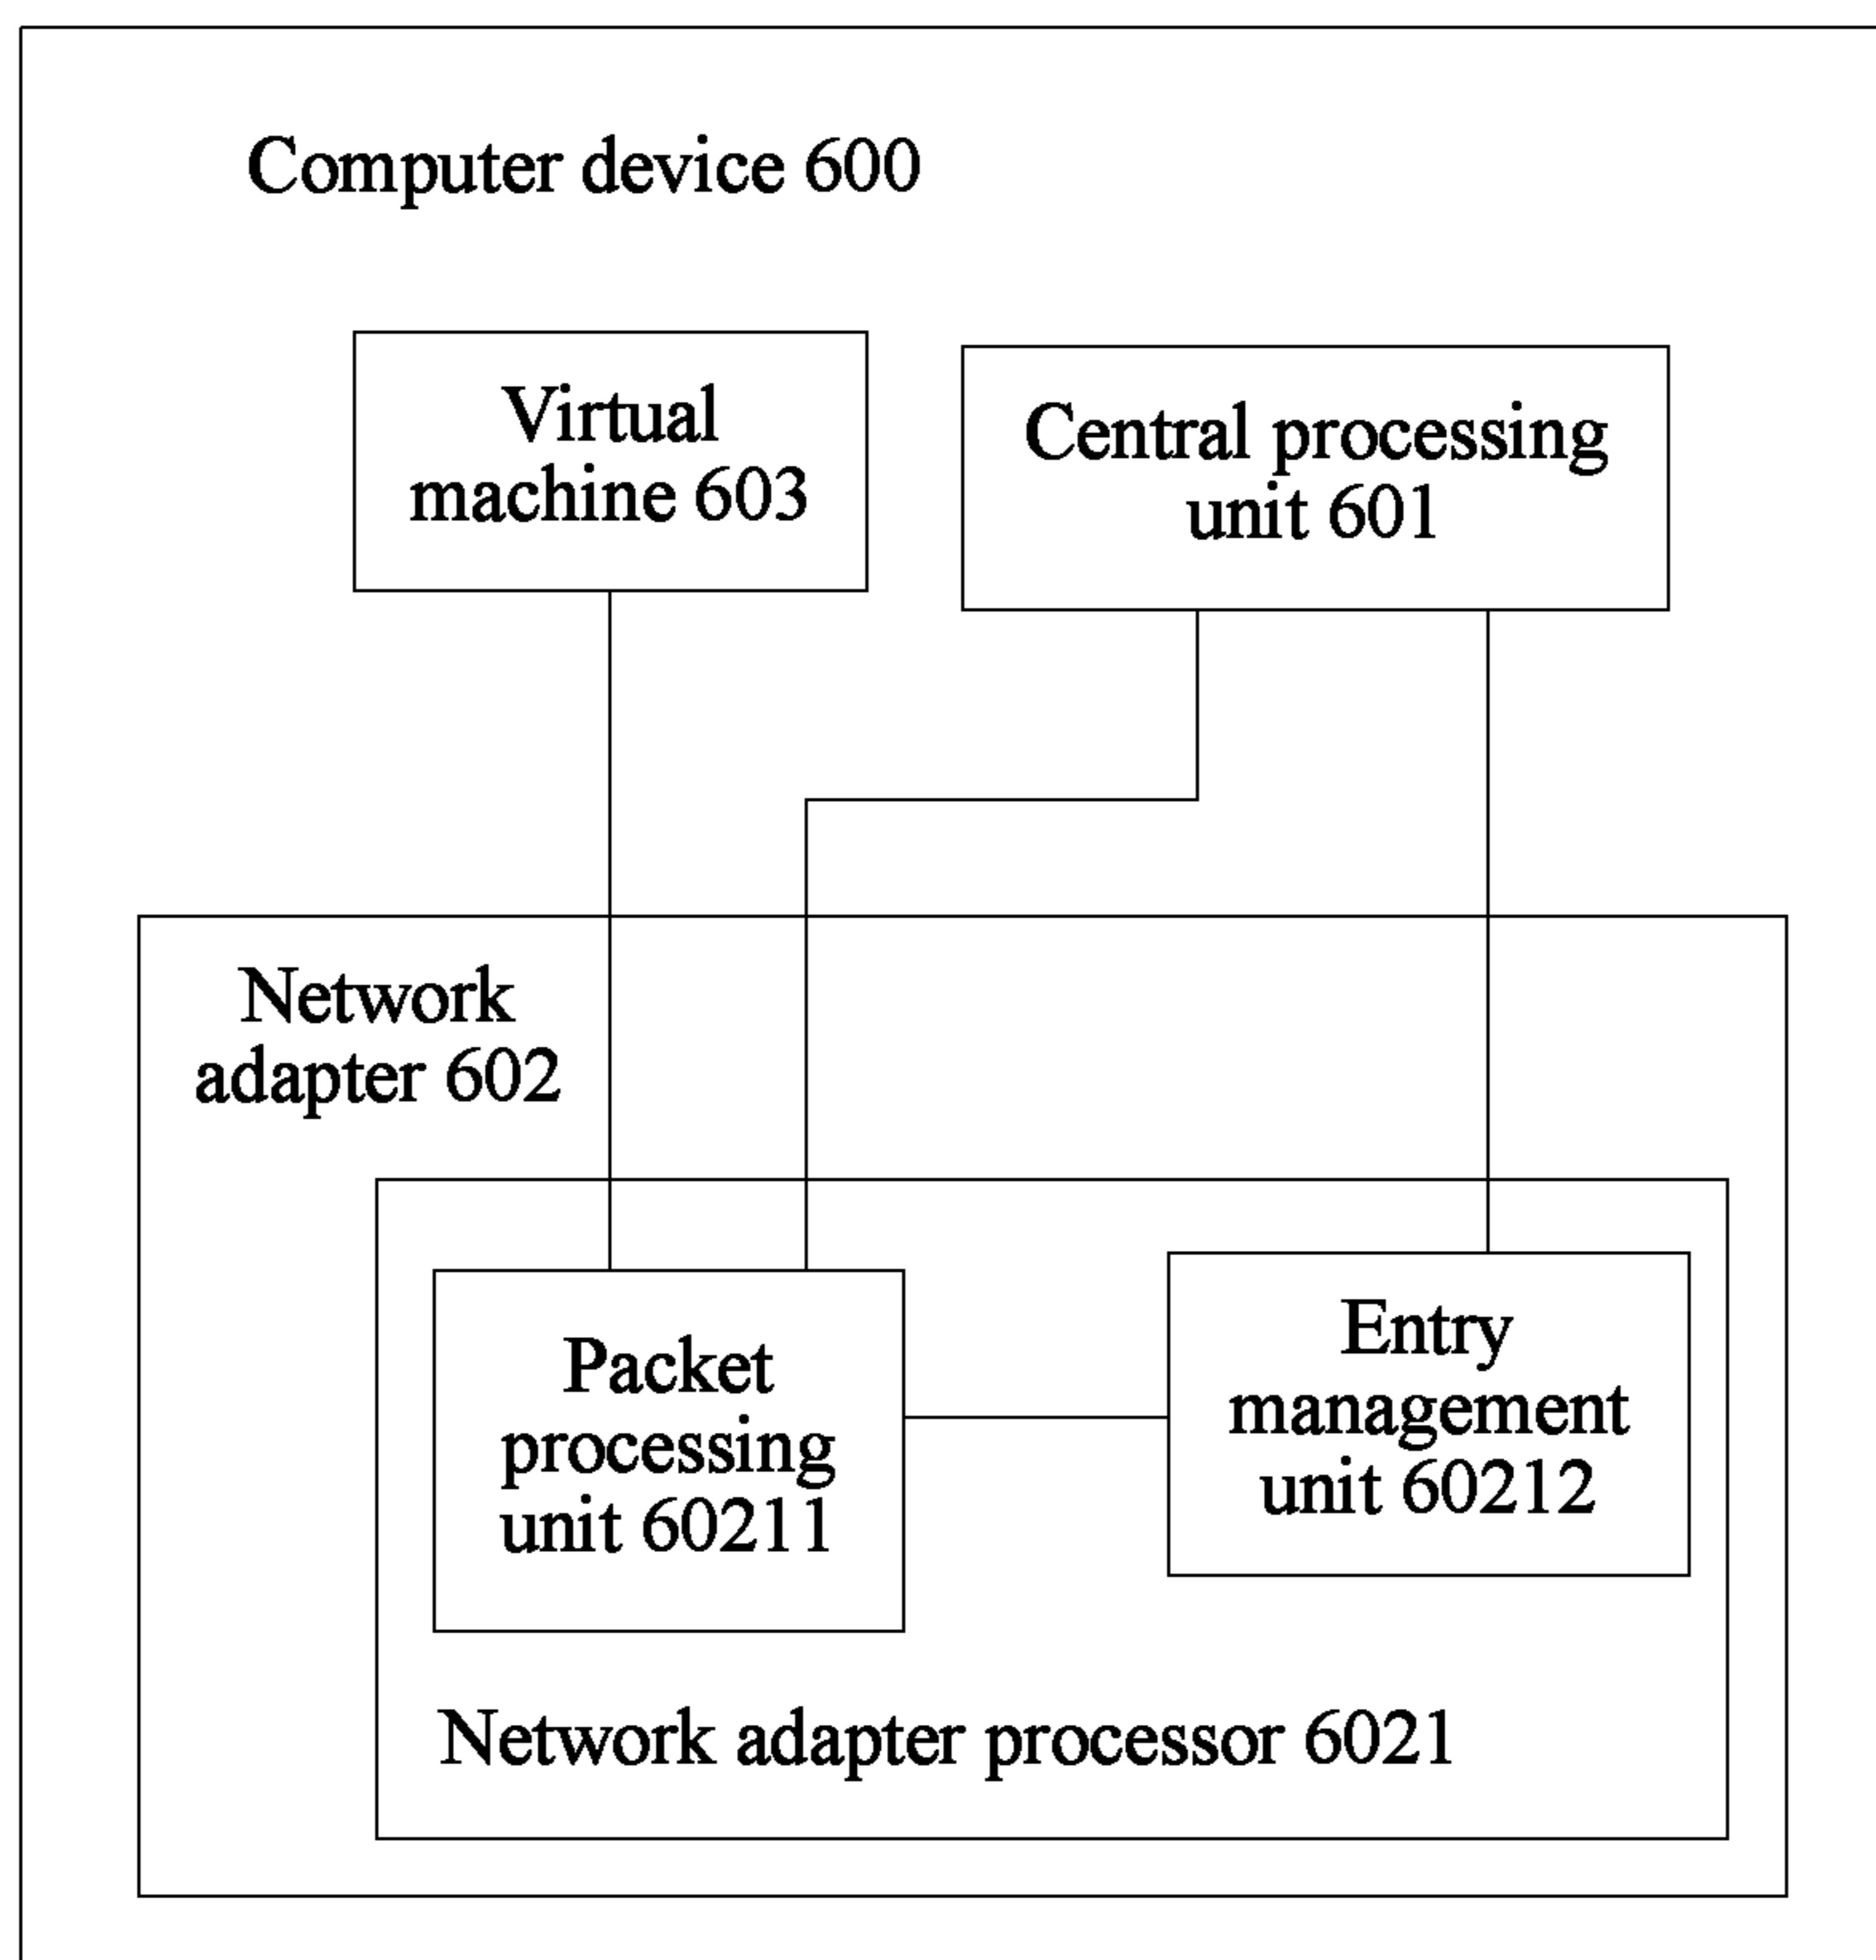 Computer device 600
Virtual
machine 603
Central processing
unit 601
Network
adapter 602
Packet
processing
unit 60211
Entry
management
unit 60212
Network adapter processor 6021